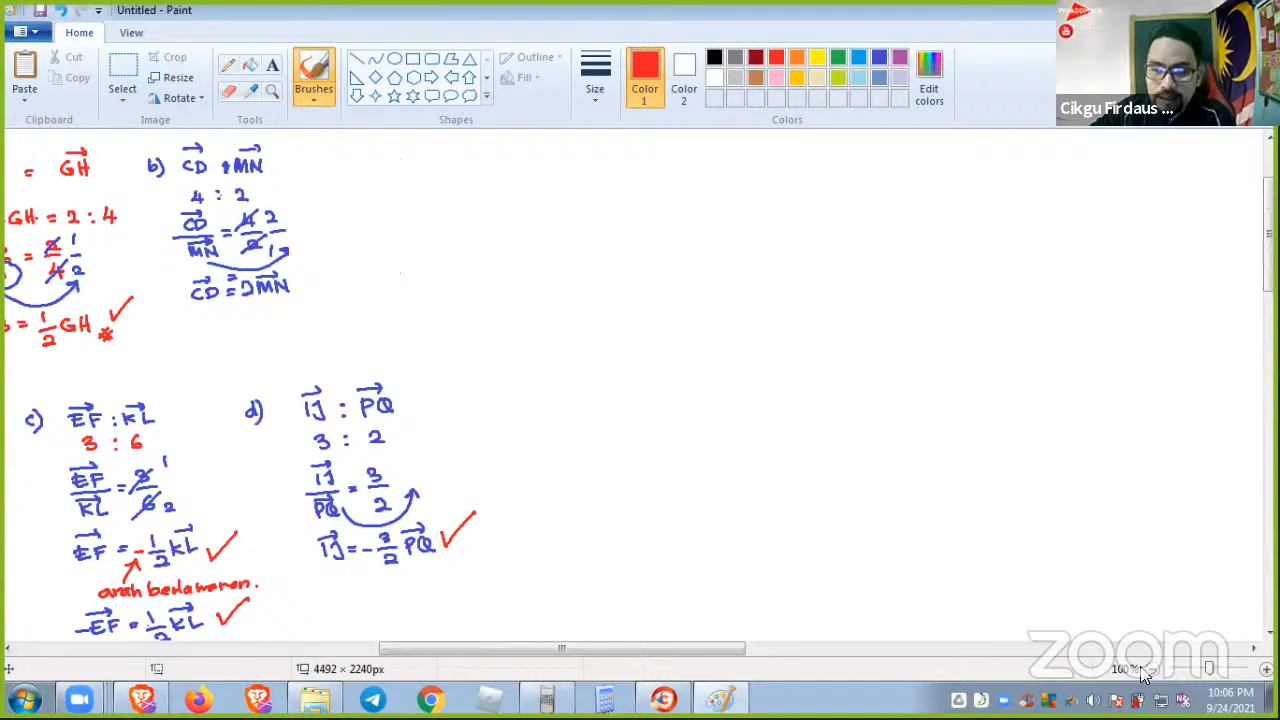 Untitled - Paint
Home
View
Paste
Cut
Copy
Clipboard
Select
Crop
Resize
Rotate
Image
A
Tools
Brushes
Outline
Fill
Shapes
Size
Color 1
Color 2
Edit colors
Colors
Cikgu Firdaus ...
= GH
GH = 2 : 4
= 2/4 1/2
= 1/2 GH *
b) CD : MN
4 : 2
CD/MN = 4/2 2/1
CD = 2MN
c) EF : KL
3 : 6
EF/KL = 3/6 1/2
EF = -1/2 KL
arah berlawanan.
-EF = 1/2 KL
d) IJ : PQ
3 : 2
IJ/PQ = 3/2
IJ = -3/2 PQ
zoom
4492 × 2240px
100%
10:06 PM
9/24/2021